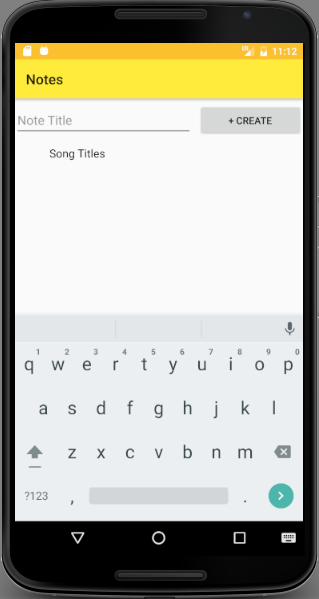 11:12
Notes
Note Title
+ CREATE
Song Titles
1 2 3 4 5 6 7 8 9 0
q w e r t y u i o p
a s d f g h j k l
z x c v b n m
?123 , .